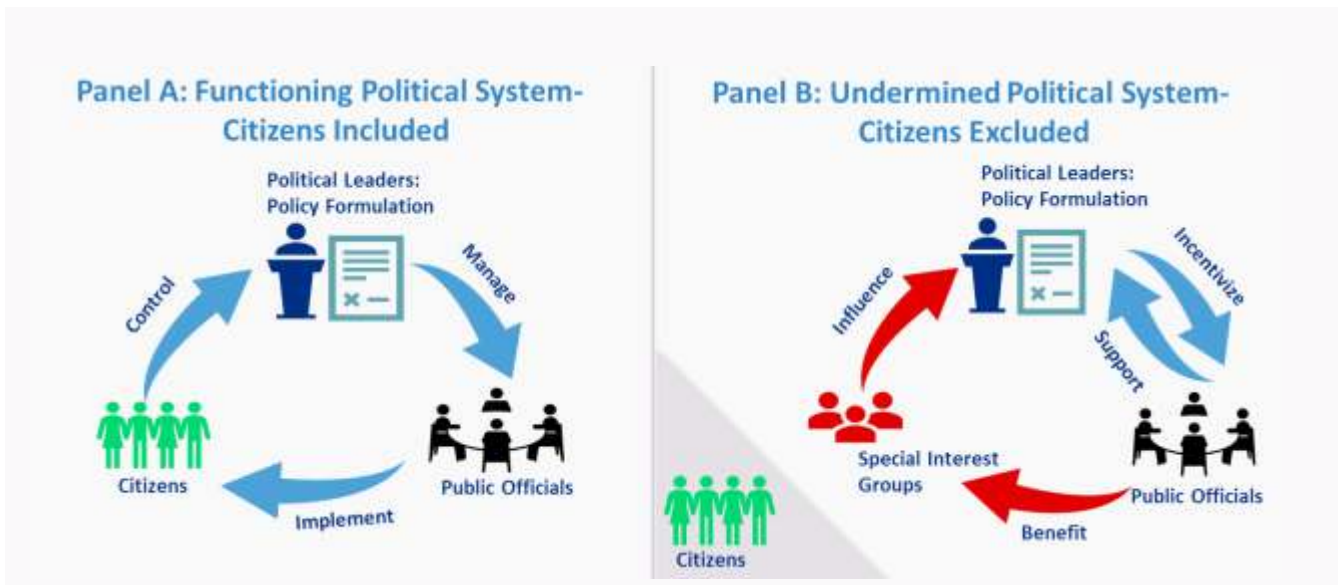 Panel A: Functioning Political System-
Citizens Included
Political Leaders:
Policy Formulation
Control
Manage
Citizens
Public Officials
Implement
Panel B: Undermined Political System-
Citizens Excluded
Political Leaders:
Policy Formulation
Influence
Incentivize
Support
Special Interest
Groups
Public Officials
Benefit
Citizens